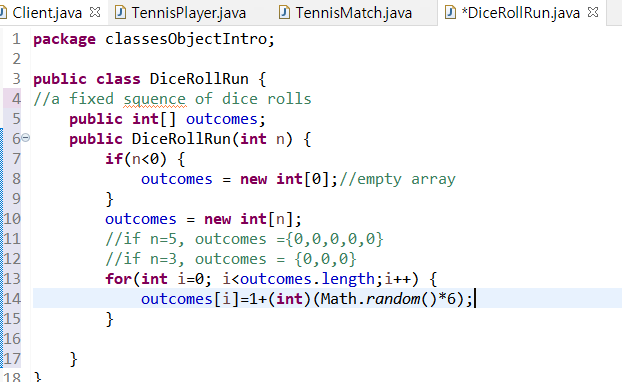 Client.java TennisPlayer.java TennisMatch.java *DiceRollRun.java
1 package classesObjectIntro;
2
3 public class DiceRollRun {
4 //a fixed squence of dice rolls
5 public int[] outcomes;
6 public DiceRollRun(int n) {
7 if(n<0) {
8 outcomes = new int[0];//empty array
9 }
10 outcomes = new int[n];
11 //if n=5, outcomes ={0,0,0,0,0}
12 //if n=3, outcomes = {0,0,0}
13 for(int i=0; i<outcomes.length;i++) {
14 outcomes[i]=1+(int)(Math.random()*6);
15 }
16
17 }
18 }